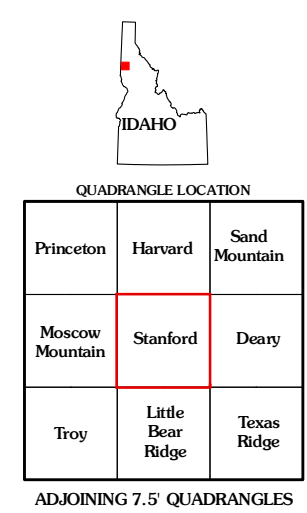 IDAHO
QUADRANGLE LOCATION
Princeton
Harvard
Sand
Mountain
Moscow
Mountain
Stanford
Deary
Troy
Little
Bear
Ridge
Texas
Ridge
ADJOINING 7.5' QUADRANGLES